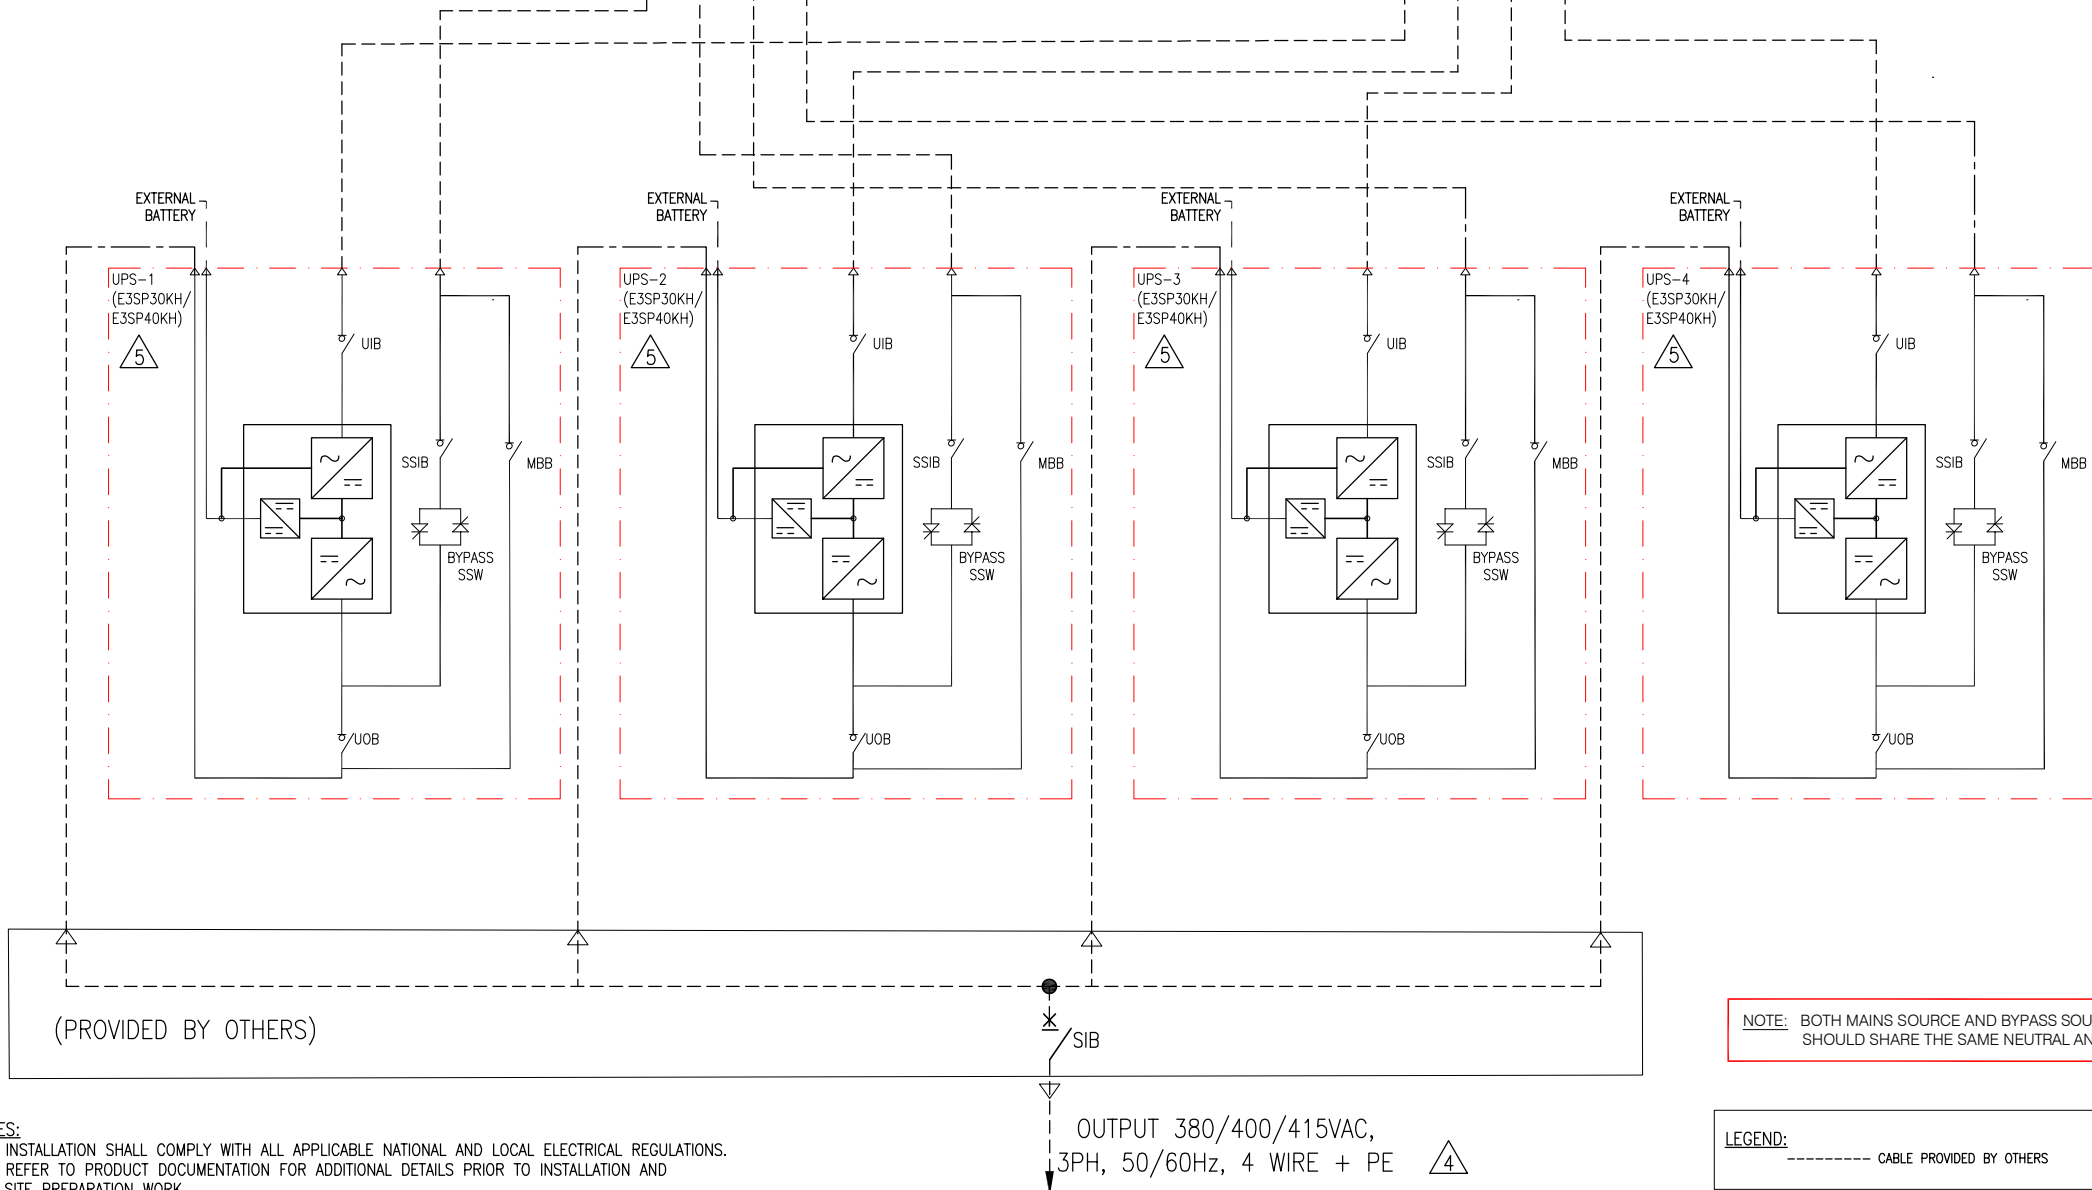 EXTERNAL
BATTERY
EXTERNAL
BATTERY
EXTERNAL
BATTERY
EXTERNAL
BATTERY
UPS-1
(E3SP30KH/
E3SP40KH)
5
UIB
SSIB
MBB
BYPASS
SSW
UOB
UPS-2
(E3SP30KH/
E3SP40KH)
5
UIB
SSIB
MBB
BYPASS
SSW
UOB
UPS-3
(E3SP30KH/
E3SP40KH)
5
UIB
SSIB
MBB
BYPASS
SSW
UOB
UPS-4
(E3SP30KH/
E3SP40KH)
5
UIB
SSIB
MBB
BYPASS
SSW
UOB
(PROVIDED BY OTHERS)
SIB
NOTE: BOTH MAINS SOURCE AND BYPASS SOU
SHOULD SHARE THE SAME NEUTRAL AN
OUTPUT 380/400/415VAC,
3PH, 50/60Hz, 4 WIRE + PE
4
ES:
INSTALLATION SHALL COMPLY WITH ALL APPLICABLE NATIONAL AND LOCAL ELECTRICAL REGULATIONS.
REFER TO PRODUCT DOCUMENTATION FOR ADDITIONAL DETAILS PRIOR TO INSTALLATION AND
SITE PREPARATION WORK
LEGEND:
CABLE PROVIDED BY OTHERS